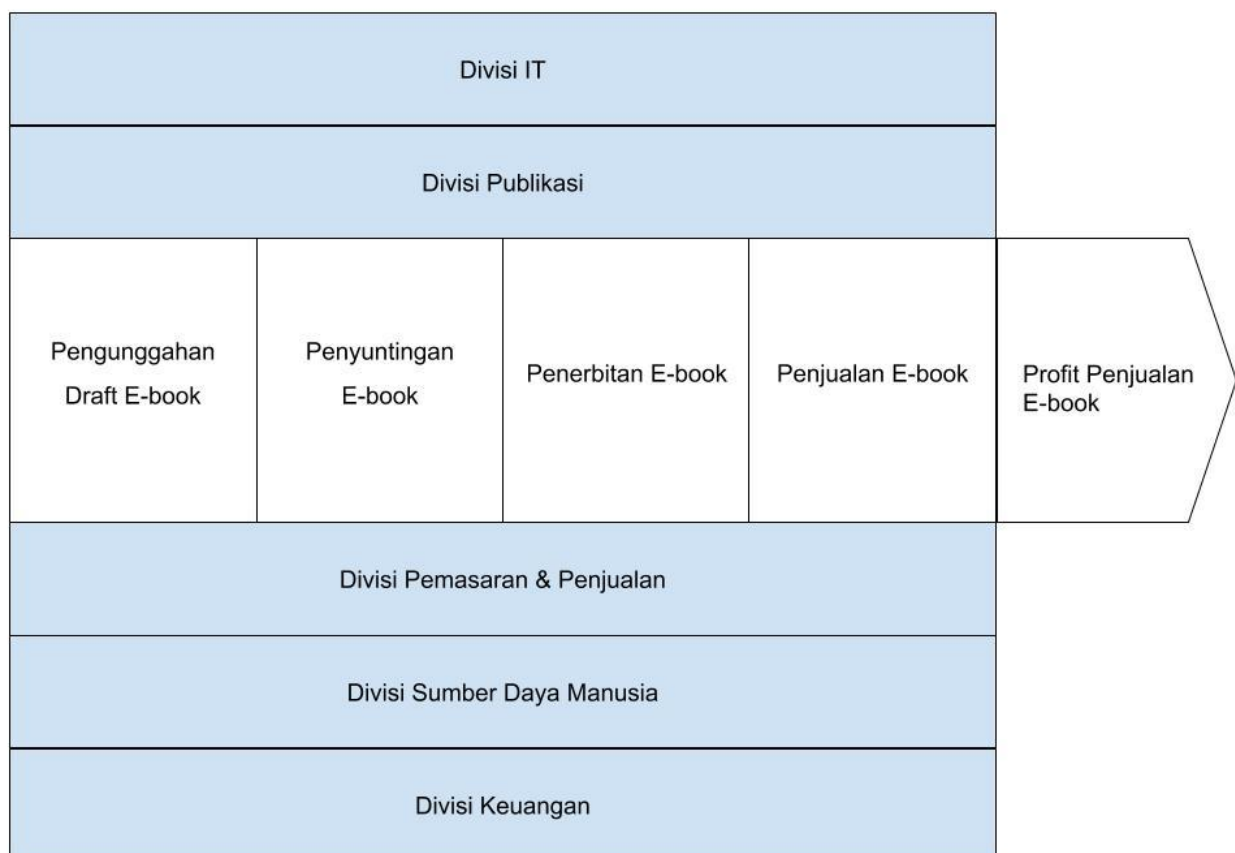 Divisi IT
Divisi Publikasi
Pengunggahan
Draft E-book
Penyuntingan
E-book
Penerbitan E-book
Penjualan E-book
Profit Penjualan
E-book
Divisi Pemasaran & Penjualan
Divisi Sumber Daya Manusia
Divisi Keuangan